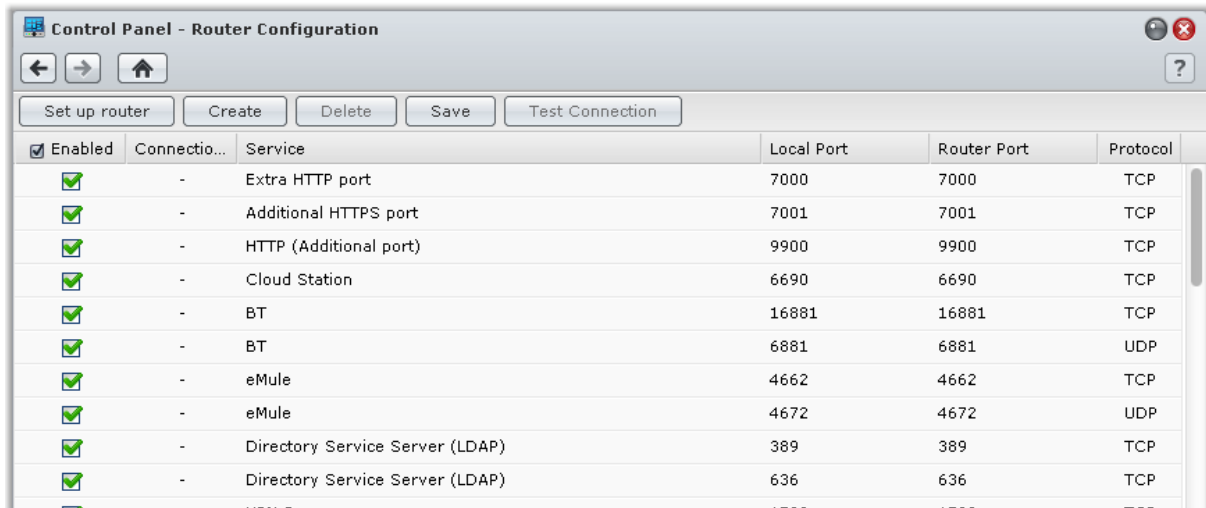 Control Panel - Router Configuration
?
Set up router Create Delete Save Test Connection
Enabled Connectio... Service Local Port Router Port Protocol
- Extra HTTP port 7000 7000 TCP
- Additional HTTPS port 7001 7001 TCP
- HTTP (Additional port) 9900 9900 TCP
- Cloud Station 6690 6690 TCP
- BT 16881 16881 TCP
- BT 6881 6881 UDP
- eMule 4662 4662 TCP
- eMule 4672 4672 UDP
- Directory Service Server (LDAP) 389 389 TCP
- Directory Service Server (LDAP) 636 636 TCP